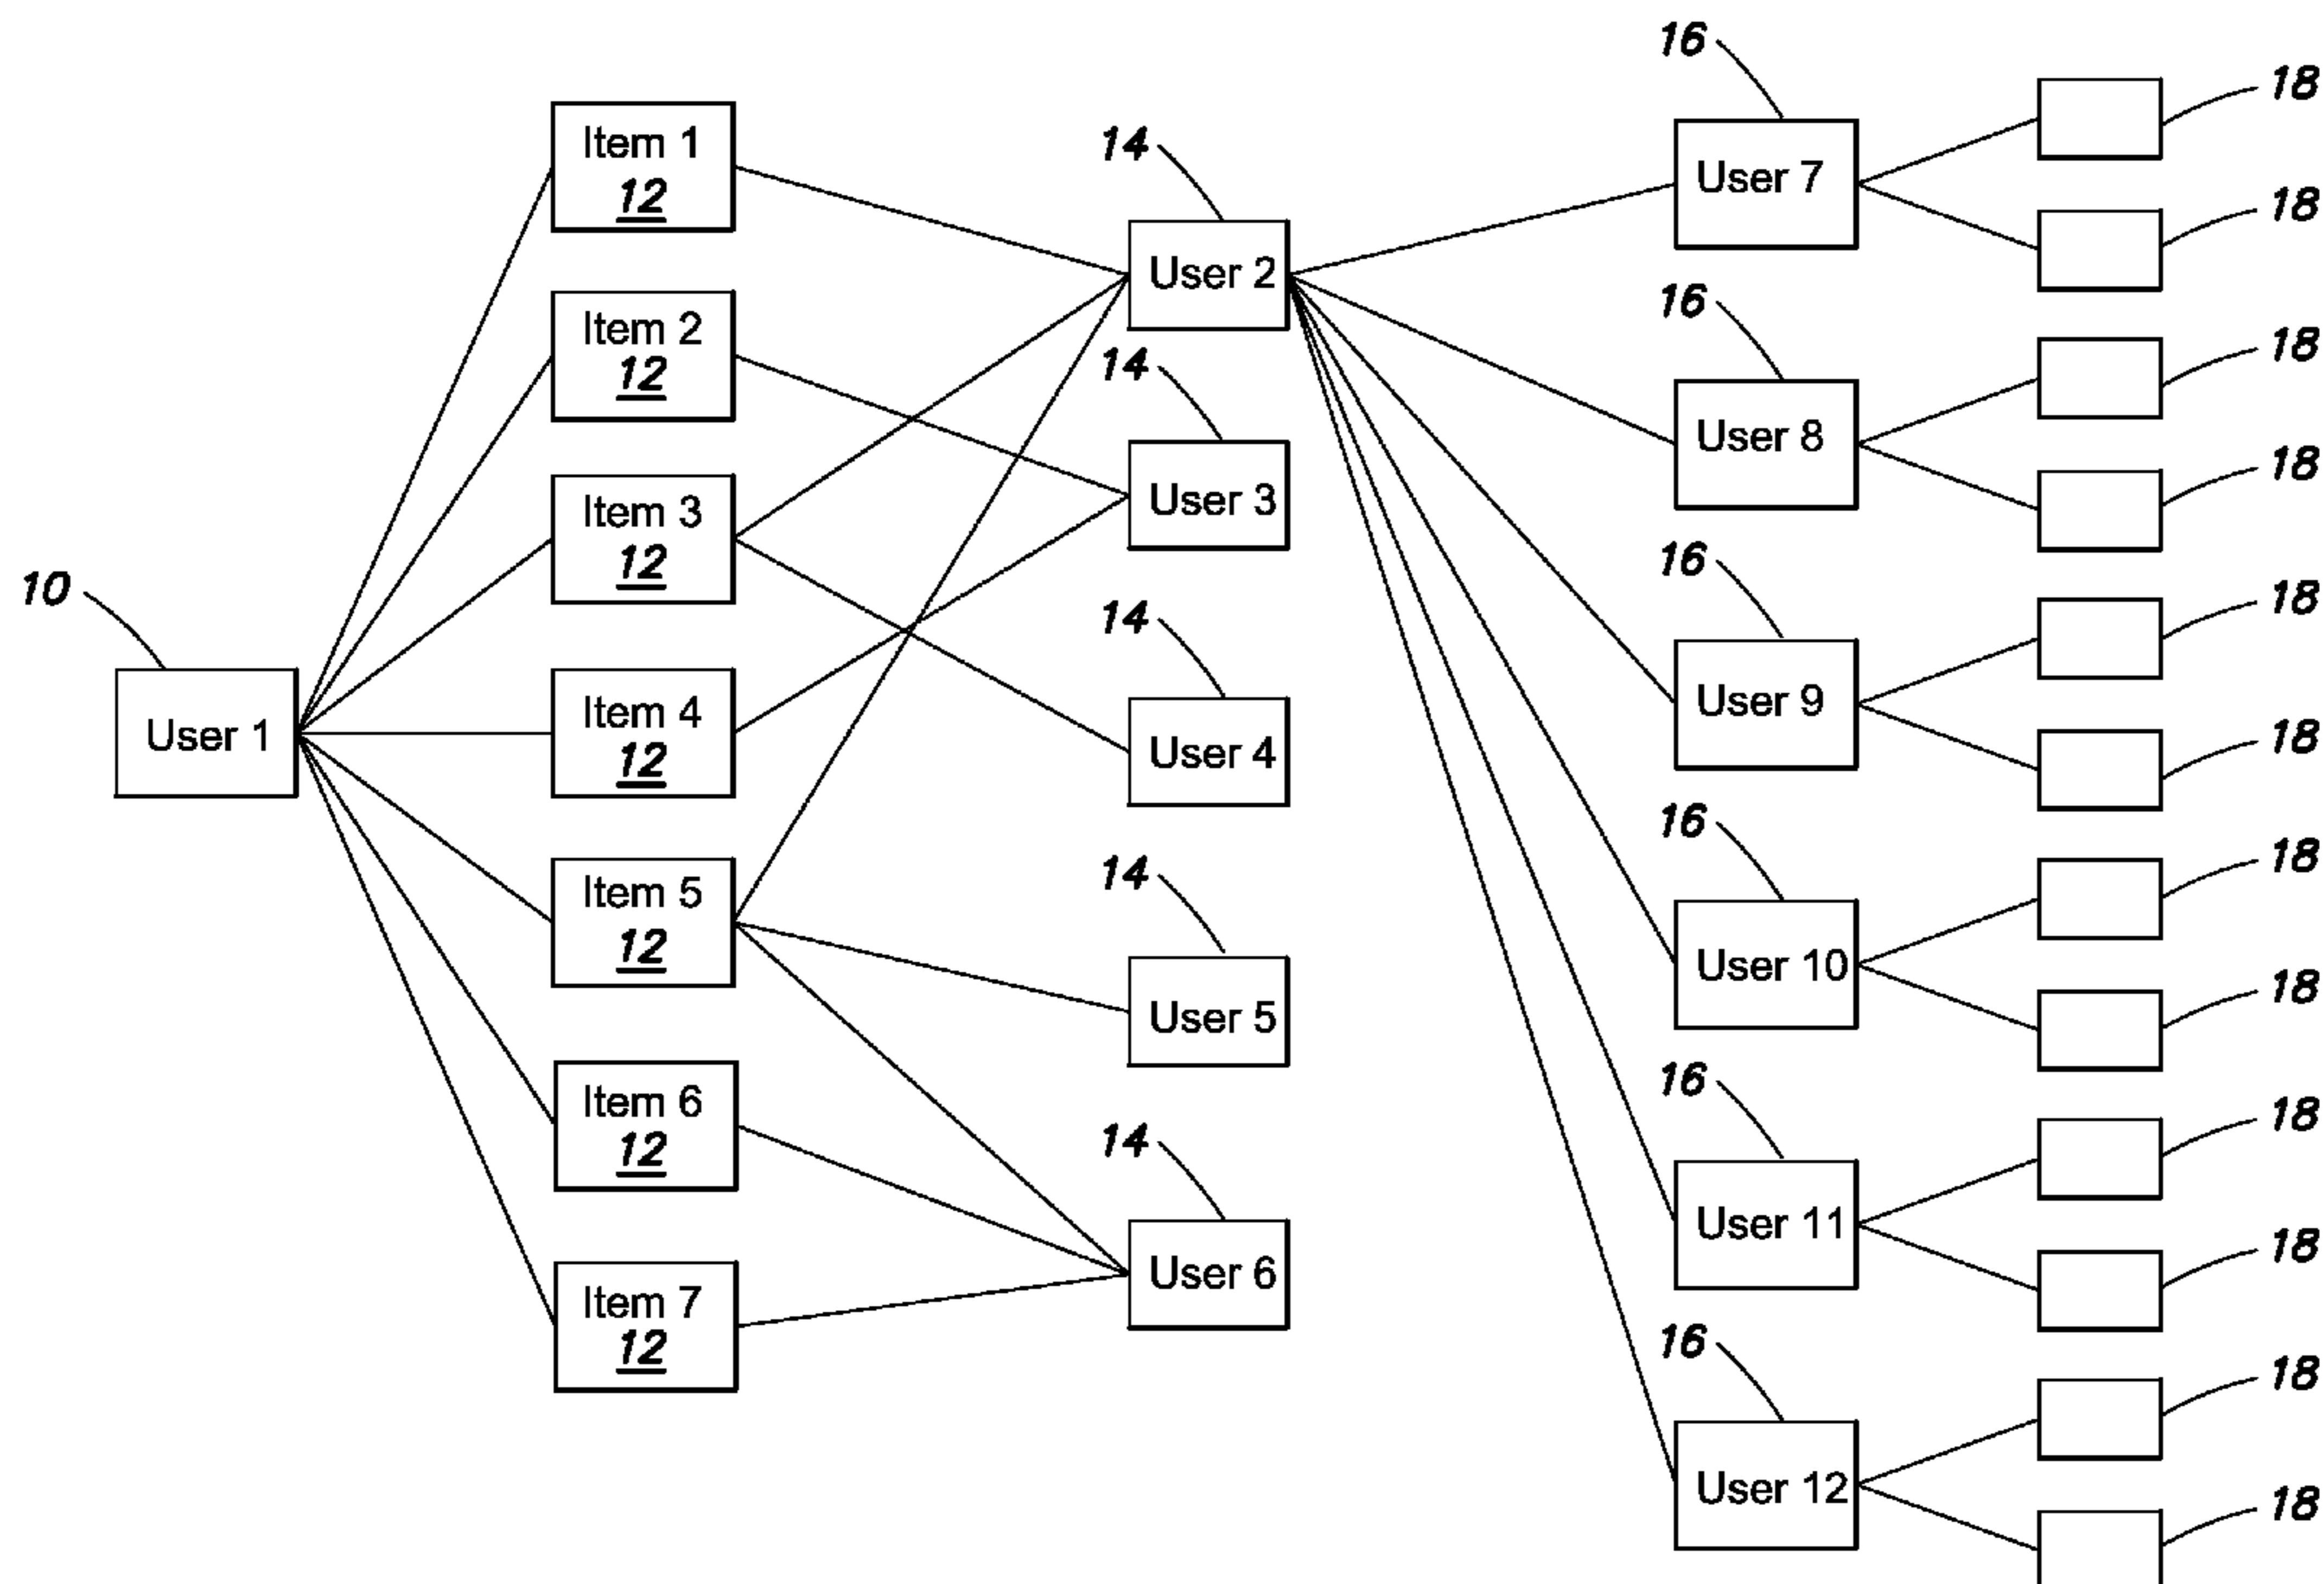 10
User 1
Item 1
12
Item 2
12
Item 3
12
Item 4
12
Item 5
12
Item 6
12
Item 7
12
14
User 2
14
User 3
14
User 4
14
User 5
14
User 6
16
User 7
16
User 8
16
User 9
16
User 10
16
User 11
16
User 12
18
18
18
18
18
18
18
18
18
18
18
18